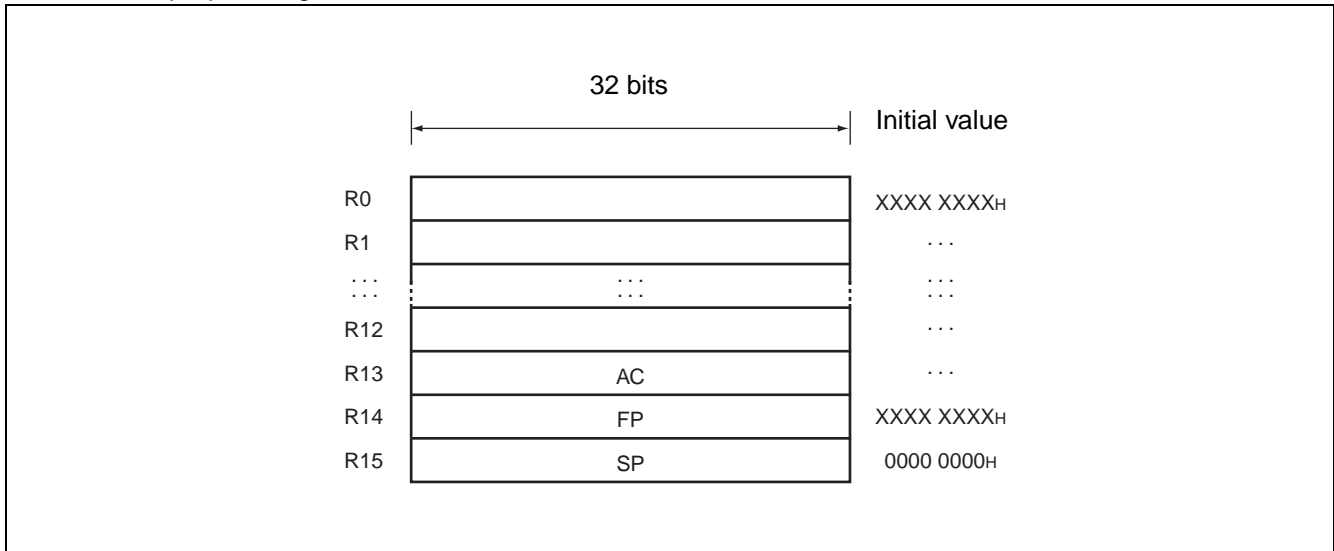 32 bits
Initial value
R0 XXXX XXXXH
R1 ...
... ... ...
... ... ...
R12 ...
R13 AC ...
R14 FP XXXX XXXXH
R15 SP 0000 0000H